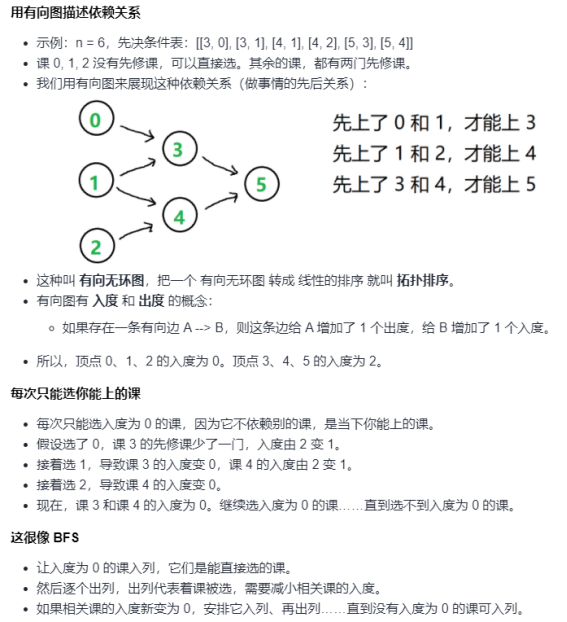 用有向图描述依赖关系
示例：n = 6，先决条件表：[[3, 0], [3, 1], [4, 1], [4, 2], [5, 3], [5, 4]]
课 0, 1, 2 没有先修课，可以直接选。其余的课，都有两门先修课。
我们用有向图来展现这种依赖关系（做事情的先后关系）：
0
1
2
3
4
5
先上了 0 和 1，才能上 3
先上了 1 和 2，才能上 4
先上了 3 和 4，才能上 5
这种叫 有向无环图，把一个 有向无环图 转成 线性的排序 就叫 拓扑排序。
有向图有 入度 和 出度 的概念：
如果存在一条有向边 A --> B，则这条边给 A 增加了 1 个出度，给 B 增加了 1 个入度。
所以，顶点 0、1、2 的入度为 0。顶点 3、4、5 的入度为 2。
每次只能选你能上的课
每次只能选入度为 0 的课，因为它不依赖别的课，是当下你能上的课。
假设选了 0，课 3 的先修课少了一门，入度由 2 变 1。
接着选 1，导致课 3 的入度变 0，课 4 的入度由 2 变 1。
接着选 2，导致课 4 的入度变 0。
现在，课 3 和课 4 的入度为 0。继续选入度为 0 的课……直到选不到入度为 0 的课。
这很像 BFS
让入度为 0 的课入列，它们是能直接选的课。
然后逐个出列，出列代表着课被选，需要减小相关课的入度。
如果相关课的入度新变为 0，安排它入列、再出列……直到没有入度为 0 的课可入列。